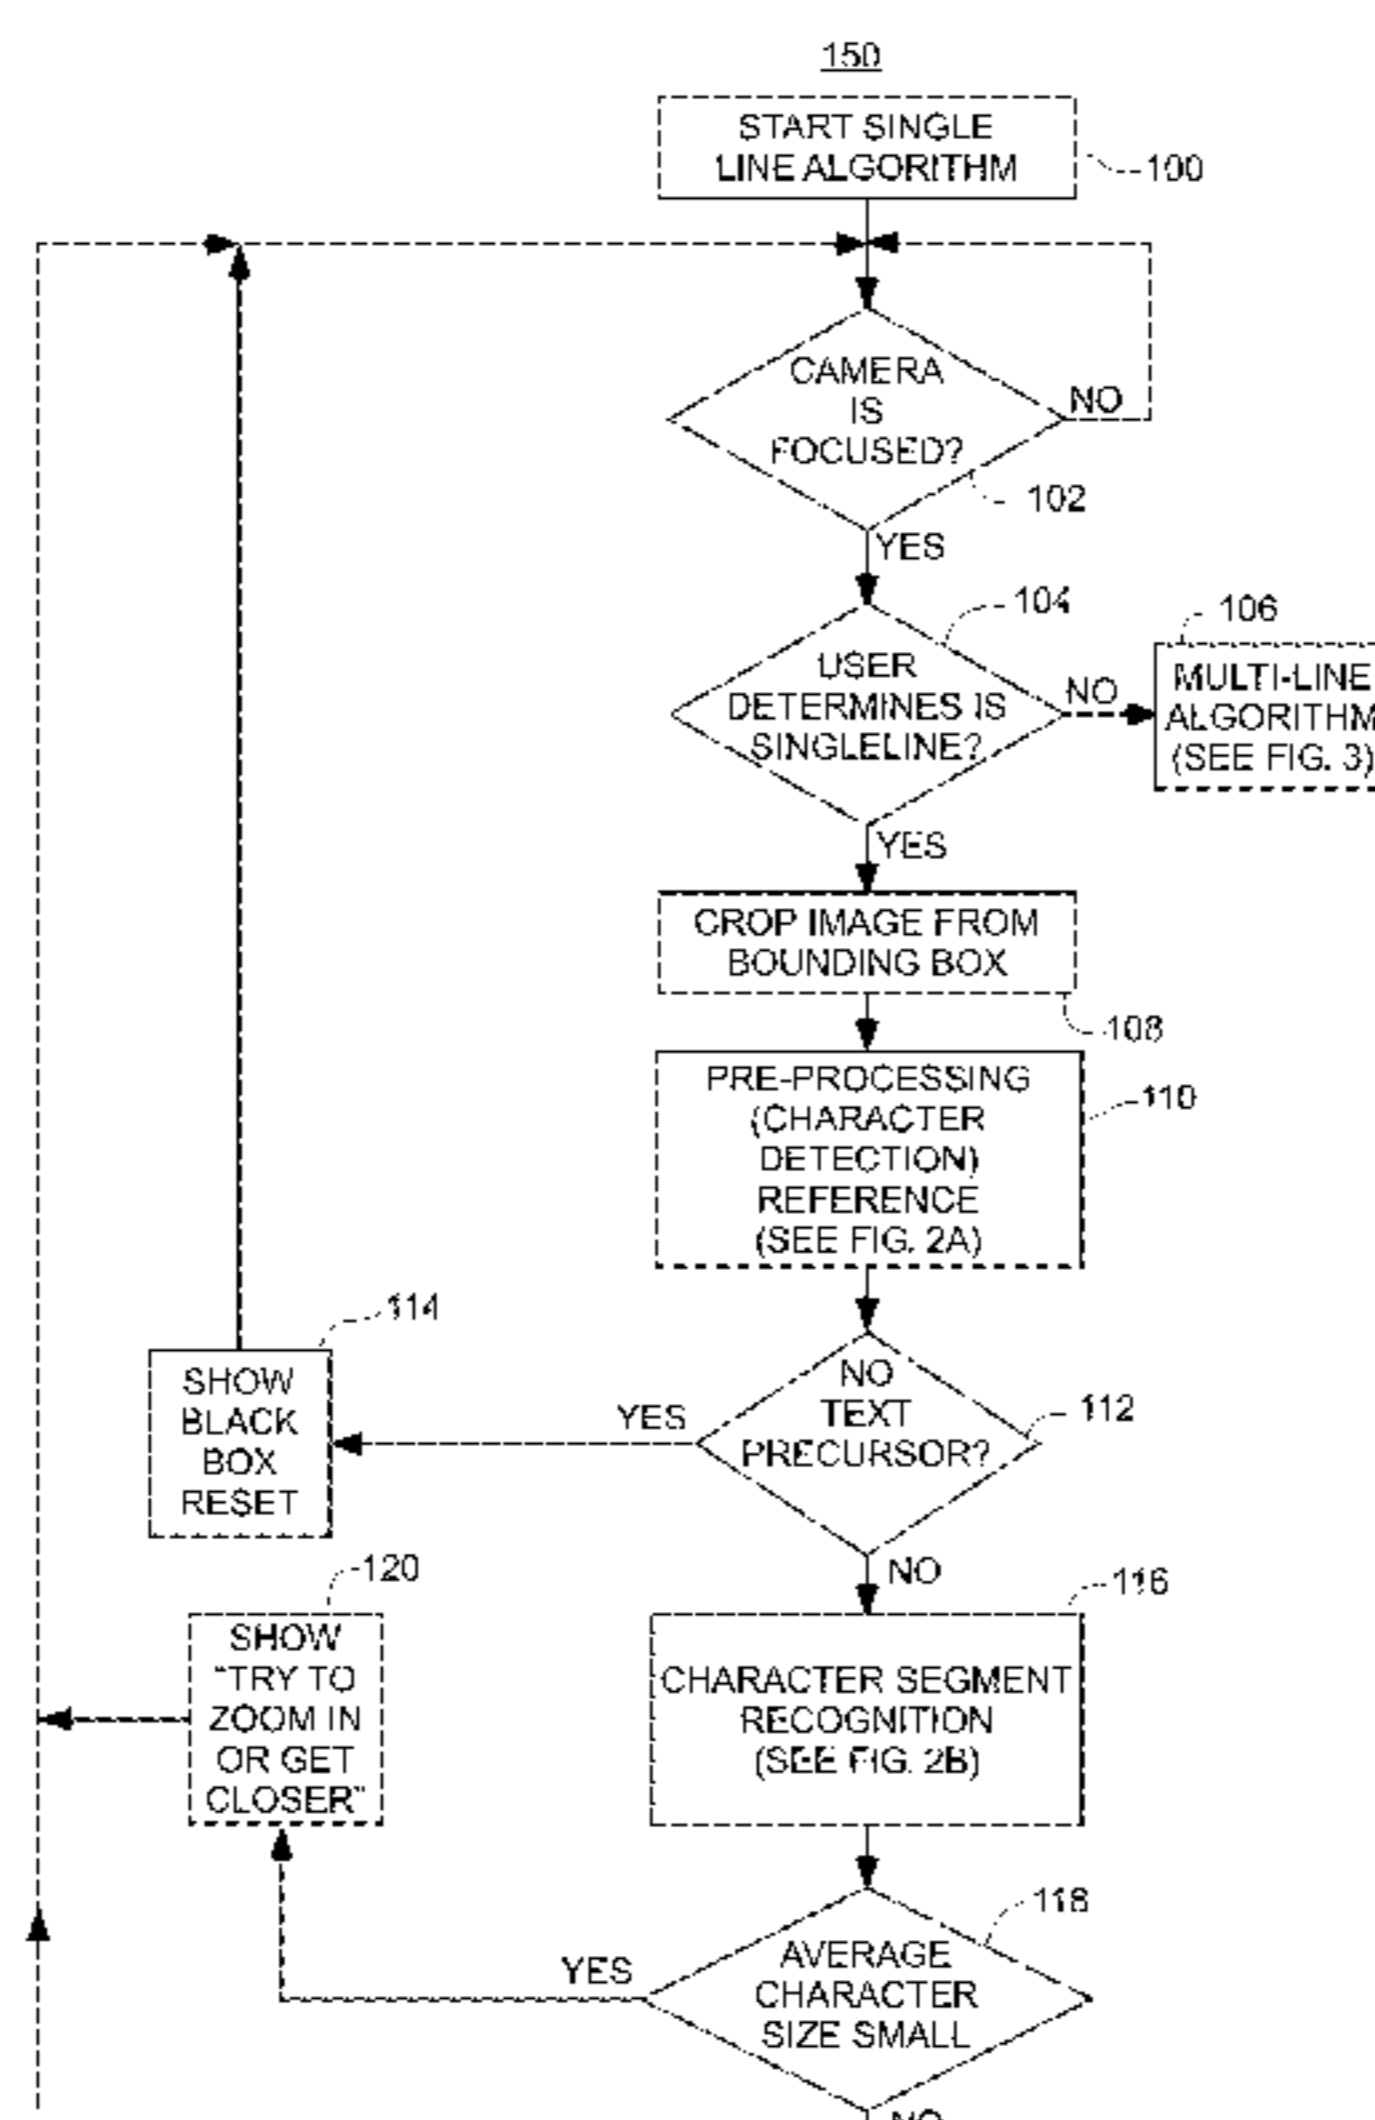 150
START SINGLE
LINE ALGORITHM
100
CAMERA
IS
FOCUSED?
NO
102
YES
104
USER
DETERMINES IS
SINGLELINE?
NO
106
MULTI-LINE
ALGORITHM
(SEE FIG. 3)
YES
CROP IMAGE FROM
BOUNDING BOX
108
PRE-PROCESSING
(CHARACTER
DETECTION)
REFERENCE
(SEE FIG. 2A)
110
114
SHOW
BLACK
BOX
RESET
YES
NO
TEXT
PRECURSOR?
112
NO
120
SHOW
“TRY TO
ZOOM IN
OR GET
CLOSER”
116
CHARACTER SEGMENT
RECOGNITION
(SEE FIG. 2B)
118
YES
AVERAGE
CHARACTER
SIZE SMALL
NO